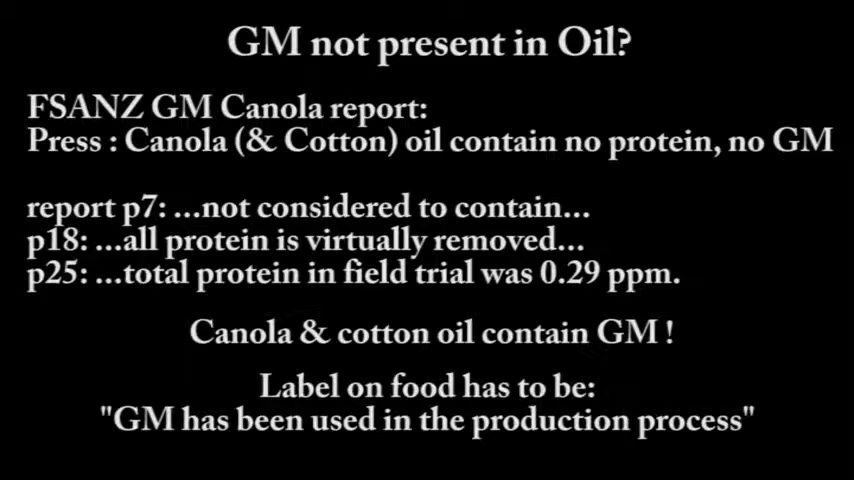 GM not present in Oil?
FSANZ GM Canola report:
Press : Canola (& Cotton) oil contain no protein, no GM
report p7: ...not considered to contain...
p18: ...all protein is virtually removed...
p25: ...total protein in field trial was 0.29 ppm.
Canola & cotton oil contain GM !
Label on food has to be:
"GM has been used in the production process"